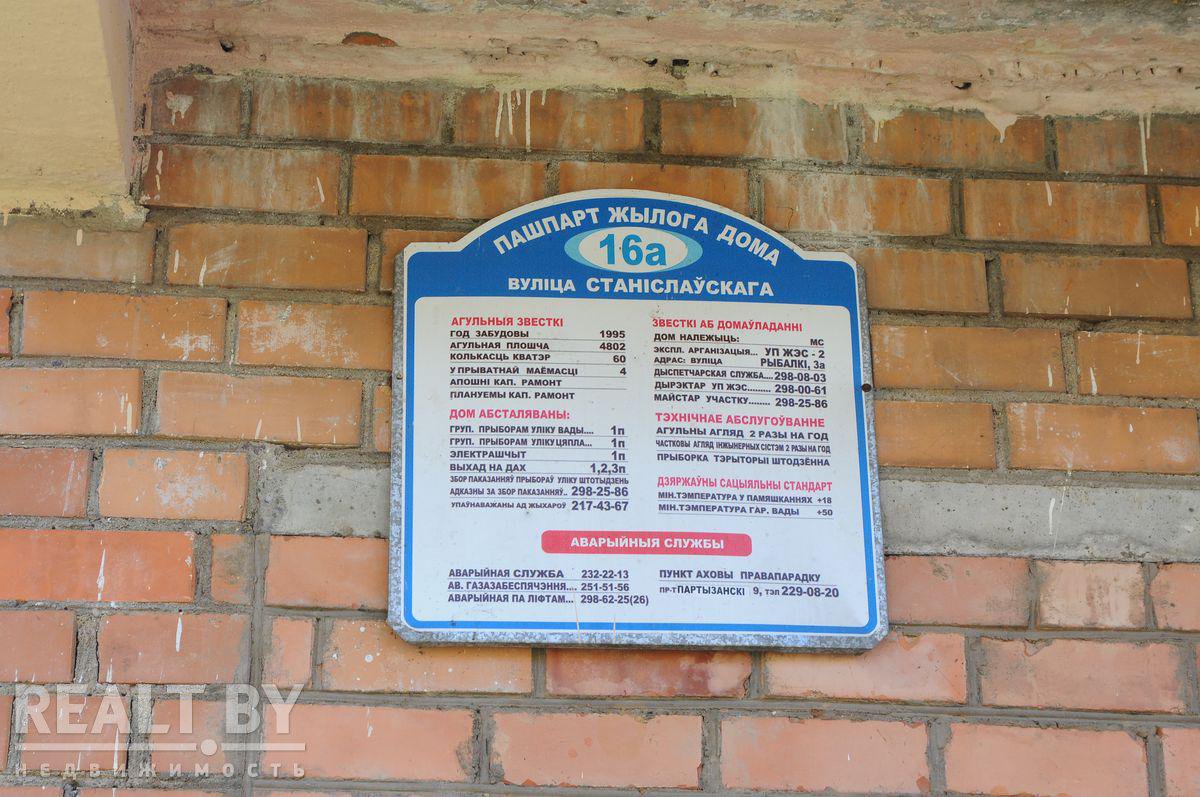 ПАШПАРТ ЖЫЛОГА ДОМА
16а
ВУЛІЦА СТАНІСЛАЎСКАГА
АГУЛЬНЫЯ ЗВЕСТКІ
ГОД ЗАБУДОВЫ 1995
АГУЛЬНАЯ ПЛОШЧА 4802
КОЛЬКАСЦЬ КВАТЭР 60
У ПРЫВАТНАЙ МАЁМАСЦІ 4
АПОШНІ КАП. РАМОНТ
ПЛАНУЕМЫ КАП. РАМОНТ
ДОМ АБСТАЛЯВАНЫ:
ГРУП. ПРЫБОРАМ УЛІКУ ВАДЫ.... 1п
ГРУП. ПРЫБОРАМ УЛІКУ ЦЯПЛА... 1п
ЭЛЕКТРАШЧЫТ 1п
ВЫХАД НА ДАХ 1,2,3п
ЗБОР ПАКАЗАННЯЎ ПРЫБОРАЎ УЛІКУ ШТОТЫДЗЕНЬ
АДКАЗНЫ ЗА ЗБОР ПАКАЗАННЯЎ.. 298-25-86
УПАЎНАВАЖАНЫ АД ЖЫХАРОЎ 217-43-67
ЗВЕСТКІ АБ ДОМАЎЛАДАННІ
ДОМ НАЛЕЖЫЦЬ: МС
ЭКСПЛ. АРГАНІЗАЦЫЯ... УП ЖЭС - 2
АДРАС: ВУЛІЦА РЫБАЛКІ, 3а
ДЫСПЕТЧАРСКАЯ СЛУЖБА.... 298-08-03
ДЫРЭКТАР УП ЖЭС......... 298-00-61
МАЙСТАР УЧАСТКУ........ 298-25-86
ТЭХНІЧНАЕ АБСЛУГОЎВАННЕ
АГУЛЬНЫ АГЛЯД 2 РАЗЫ НА ГОД
ЧАСТКОВЫ АГЛЯД ІНЖЫНЕРНЫХ СІСТЭМ 2 РАЗЫ НА ГОД
ПРЫБОРКА ТЭРЫТОРЫІ ШТОДЗЁННА
ДЗЯРЖАЎНЫ САЦЫЯЛЬНЫ СТАНДАРТ
МІН.ТЭМПЕРАТУРА У ПАМЯШКАННЯХ +18
МІН.ТЭМПЕРАТУРА ГАР. ВАДЫ +50
АВАРЫЙНЫЯ СЛУЖБЫ
АВАРЫЙНАЯ СЛУЖБА 232-22-13
АВ. ГАЗАЗАБЕСПЯЧЭННЯ.... 251-51-56
АВАРЫЙНАЯ ПА ЛІФТАМ... 298-62-25(26)
ПУНКТ АХОВЫ ПРАВАПАРАДКУ
ПР-Т ПАРТЫЗАНСКІ 9, ТЭЛ 229-08-20
REALT.BY
НЕДВИЖИМОСТЬ